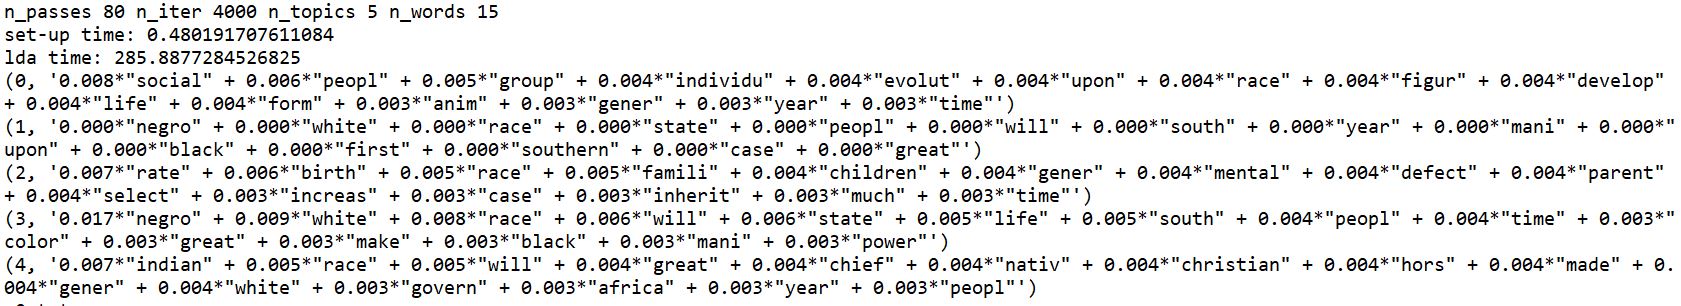 n_passes 80 n_iter 4000 n_topics 5 n_words 15
set-up time: 0.480191707611084
lda time: 285.8877284526825
(0, '0.008*"social" + 0.006*"peopl" + 0.005*"group" + 0.004*"individu" + 0.004*"evolut" + 0.004*"upon" + 0.004*"race" + 0.004*"figur" + 0.004*"develop"
+ 0.004*"life" + 0.004*"form" + 0.003*"anim" + 0.003*"gener" + 0.003*"year" + 0.003*"time"')
(1, '0.000*"negro" + 0.000*"white" + 0.000*"race" + 0.000*"state" + 0.000*"peopl" + 0.000*"will" + 0.000*"south" + 0.000*"year" + 0.000*"mani" + 0.000*"
upon" + 0.000*"black" + 0.000*"first" + 0.000*"southern" + 0.000*"case" + 0.000*"great"')
(2, '0.007*"rate" + 0.006*"birth" + 0.005*"race" + 0.005*"famili" + 0.004*"children" + 0.004*"gener" + 0.004*"mental" + 0.004*"defect" + 0.004*"parent"
+ 0.004*"select" + 0.003*"increas" + 0.003*"case" + 0.003*"inherit" + 0.003*"much" + 0.003*"time"')
(3, '0.017*"negro" + 0.009*"white" + 0.008*"race" + 0.006*"will" + 0.006*"state" + 0.005*"life" + 0.005*"south" + 0.004*"peopl" + 0.004*"time" + 0.003*"
color" + 0.003*"great" + 0.003*"make" + 0.003*"black" + 0.003*"mani" + 0.003*"power"')
(4, '0.007*"indian" + 0.005*"race" + 0.005*"will" + 0.004*"great" + 0.004*"chief" + 0.004*"nativ" + 0.004*"christian" + 0.004*"hors" + 0.004*"made" + 0.
004*"gener" + 0.004*"white" + 0.003*"govern" + 0.003*"africa" + 0.003*"year" + 0.003*"peopl"')